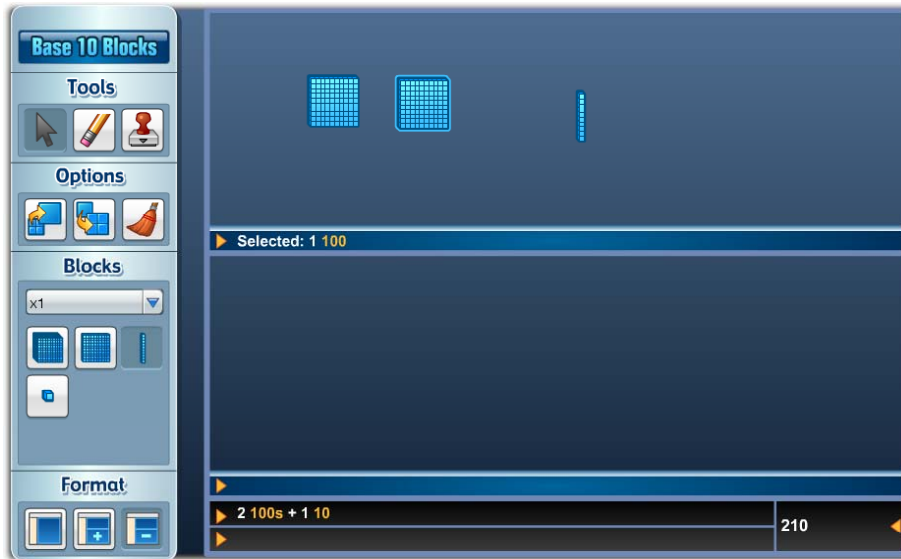 Base 10 Blocks
Tools
Options
Blocks
x1
Format
Selected: 1 100
2 100s + 1 10
210